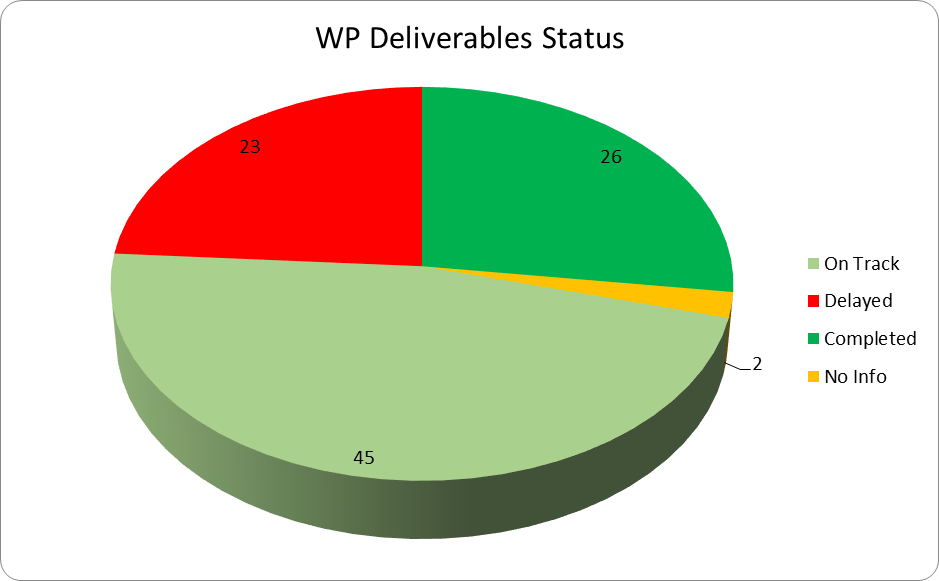 WP Deliverables Status
23
26
On Track
Delayed
Completed
No Info
2
45